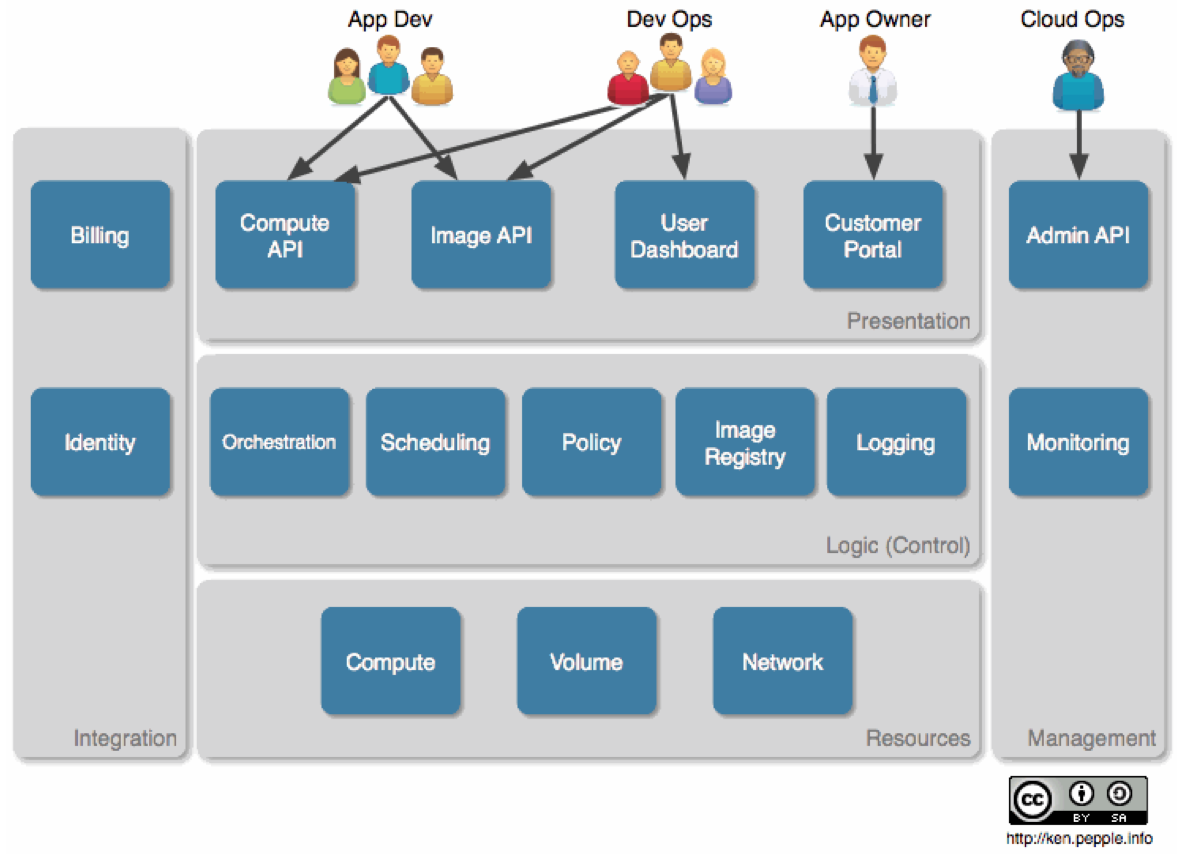 App Dev
Dev Ops
App Owner
Cloud Ops
Billing
Compute
API
Image API
User
Dashboard
Customer
Portal
Admin API
Presentation
Identity
Orchestration
Scheduling
Policy
Image
Registry
Logging
Monitoring
Logic (Control)
Compute
Volume
Network
Integration
Resources
Management
cc
BY SA
http://ken.pepple.info